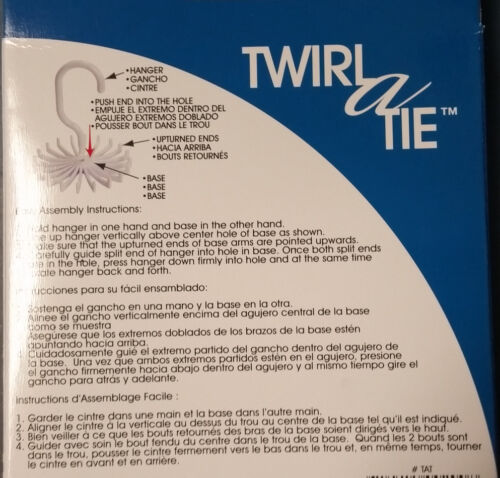 TWIRL
a
TIE™
•HANGER
•GANCHO
•CINTRE
•PUSH END INTO THE HOLE
•EMPUJE EL EXTREMO DENTRO DEL
AGUJERO EXTREMOS DOBLADO
•POUSSER BOUT DANS LE TROU
•UPTURNED ENDS
•HACIA ARRIBA
•BOUTS RETOURNÉS
•BASE
•BASE
•BASE
Easy Assembly Instructions:
hold hanger in one hand and base in the other hand.
up hanger vertically above center hole of base as shown.
Make sure that the upturned ends of base arms are pointed upwards.
4. Carefully guide split end of hanger into hole in base. Once both split ends
are in the hole, press hanger down firmly into hole and at the same time
rotate hanger back and forth.
Instrucciones para su fácil ensamblado:
Sostenga el gancho en una mano y la base en la otra.
Alinee el gancho verticalmente encima del agujero central de la base
como se muestra
Asegurese que los extremos doblados de los brazos de la base estén
apuntando hacia arriba.
4. Cuidadosamente guié el extremo partido del gancho dentro del agujero de
la base. Una vez que ambos extremos partidos estén en el agujero, presione
el gancho firmemente hacia abajo dentro del agujero y al mismo tiempo gire el
gancho para atrás y adelante.
Instructions d'Assemblage Facile :
1. Garder le cintre dans une main et la base dans l'autre main.
2. Aligner le cintre à la verticale au dessus du trou au centre de la base tel qu'il est indiqué.
3. Bien veiller à ce que les bouts retournés des bras de la base soient dirigés vers le haut.
4. Guider avec soin le bout fendu du centre dans le trou de la base. Quand les 2 bouts sont
dans le trou, pousser le cintre fermement vers le bas dans le trou et, en même temps, tourner
le cintre en avant et en arrière.
# TAT